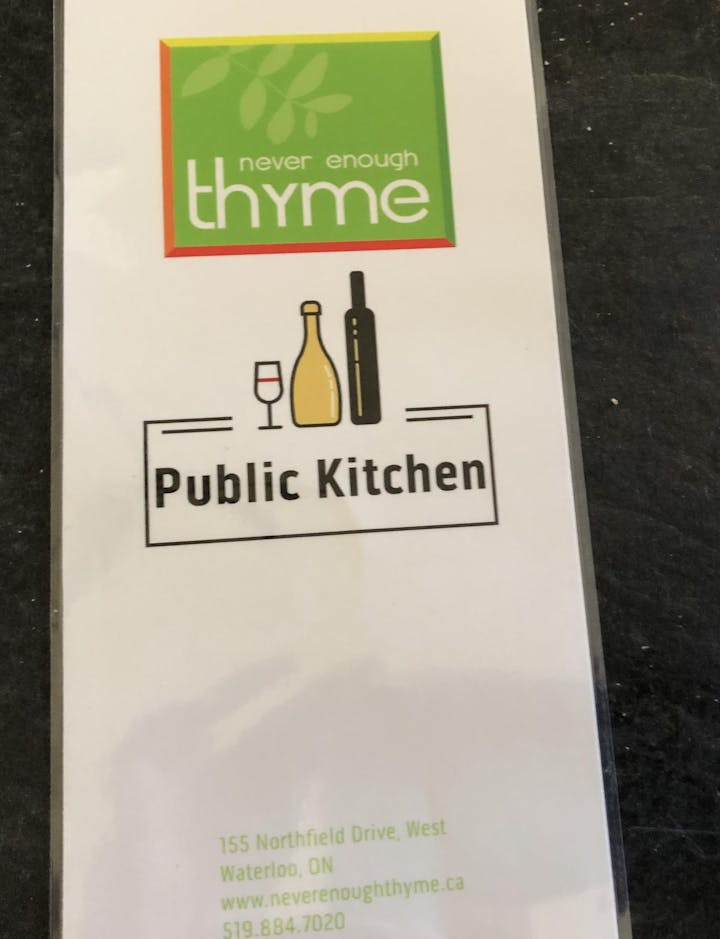 never enough
thyme
Public Kitchen
155 Northfield Drive, West
Waterloo, ON
www.neverenoughthyme.ca
519.884.7020